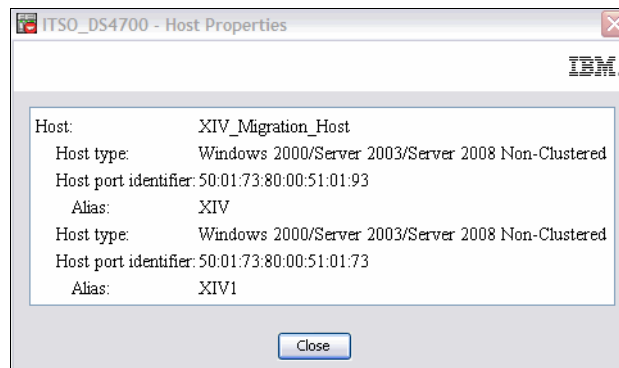 ITSO_DS4700 - Host Properties
IBM.
Host: XIV_Migration_Host
Host type: Windows 2000/Server 2003/Server 2008 Non-Clustered
Host port identifier: 50:01:73:80:00:51:01:93
Alias: XIV
Host type: Windows 2000/Server 2003/Server 2008 Non-Clustered
Host port identifier: 50:01:73:80:00:51:01:73
Alias: XIV1
Close